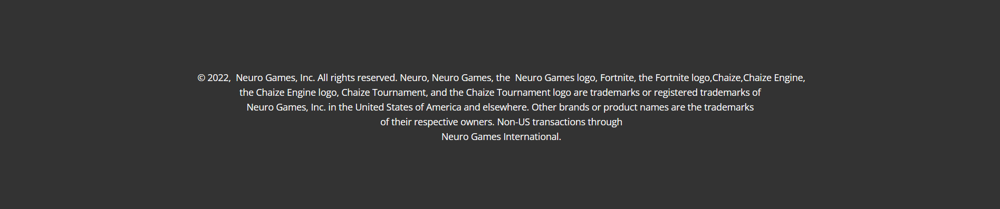 © 2022,  Neuro Games, Inc. All rights reserved. Neuro, Neuro Games, the  Neuro Games logo, Fortnite, the Fortnite logo,Chaize,Chaize Engine,
the Chaize Engine logo, Chaize Tournament, and the Chaize Tournament logo are trademarks or registered trademarks of
Neuro Games, Inc. in the United States of America and elsewhere. Other brands or product names are the trademarks
of their respective owners. Non-US transactions through
Neuro Games International.